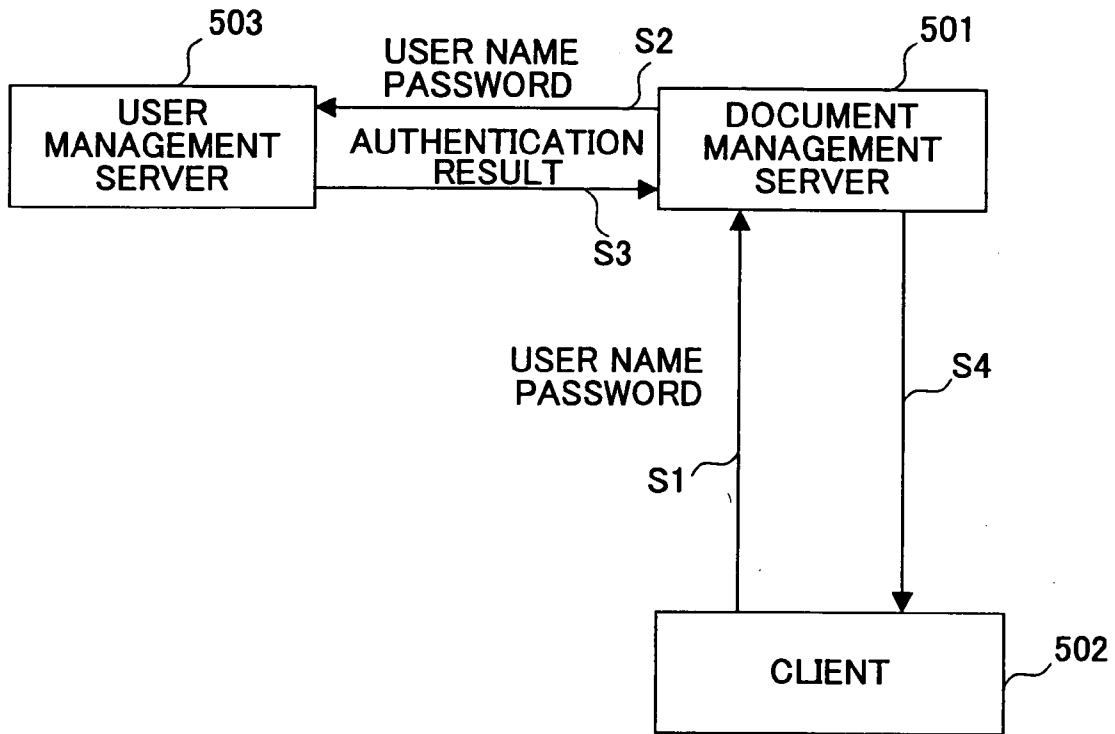 503
USER
MANAGEMENT
SERVER
USER NAME
PASSWORD
S2
AUTHENTICATION
RESULT
S3
501
DOCUMENT
MANAGEMENT
SERVER
USER NAME
PASSWORD
S1
S4
CLIENT
502